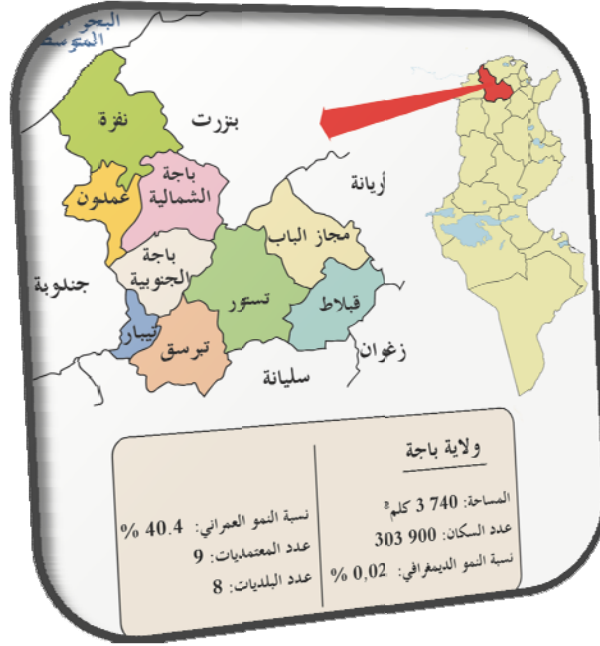 البحر
المتوسط
نفزة
بنزرت
باجة
الشمالية
أريانة
عملون
مجاز الباب
باجة
الجنوبية
جندوبة
تستور
قبلاط
تيبار
تبرسق
زغوان
سليانة
ولاية باجة
المساحة: 740 3 كلم²
عدد السكان: 900 303
نسبة النمو الديمغرافي: 0,02 %
نسبة النمو العمراني: 40.4 %
عدد المعتمديات: 9
عدد البلديات: 8